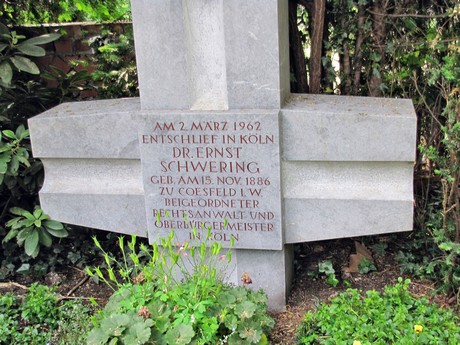 AM 2. MÄRZ 1962
ENTSCHLIEF IN KÖLN
DR. ERNST
SCHWERING
GEB. AM 15. NOV. 1886
ZU COESFELD I. W.
BEIGEORDNETER
RECHTSANWALT UND
OBERBÜRGERMEISTER
IN KÖLN